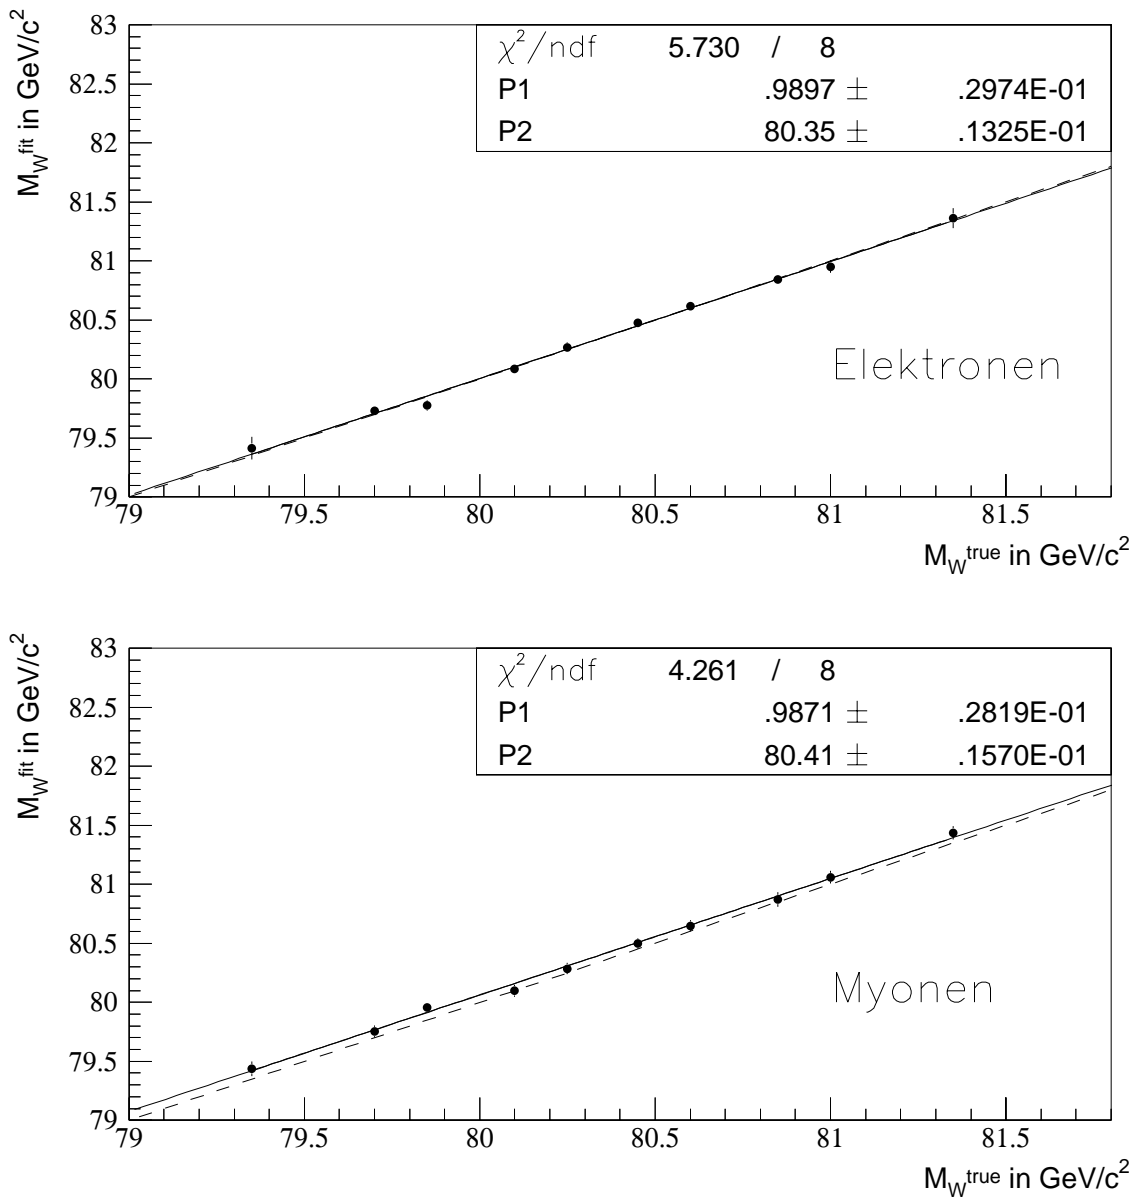 M_W^fit in GeV/c²
83
82.5
82
81.5
81
80.5
80
79.5
79
χ²/ndf 5.730 / 8
P1 .9897 ± .2974E-01
P2 80.35 ± .1325E-01
Elektronen
79 79.5 80 80.5 81 81.5
M_W^true in GeV/c²
M_W^fit in GeV/c²
83
82.5
82
81.5
81
80.5
80
79.5
79
χ²/ndf 4.261 / 8
P1 .9871 ± .2819E-01
P2 80.41 ± .1570E-01
Myonen
79 79.5 80 80.5 81 81.5
M_W^true in GeV/c²